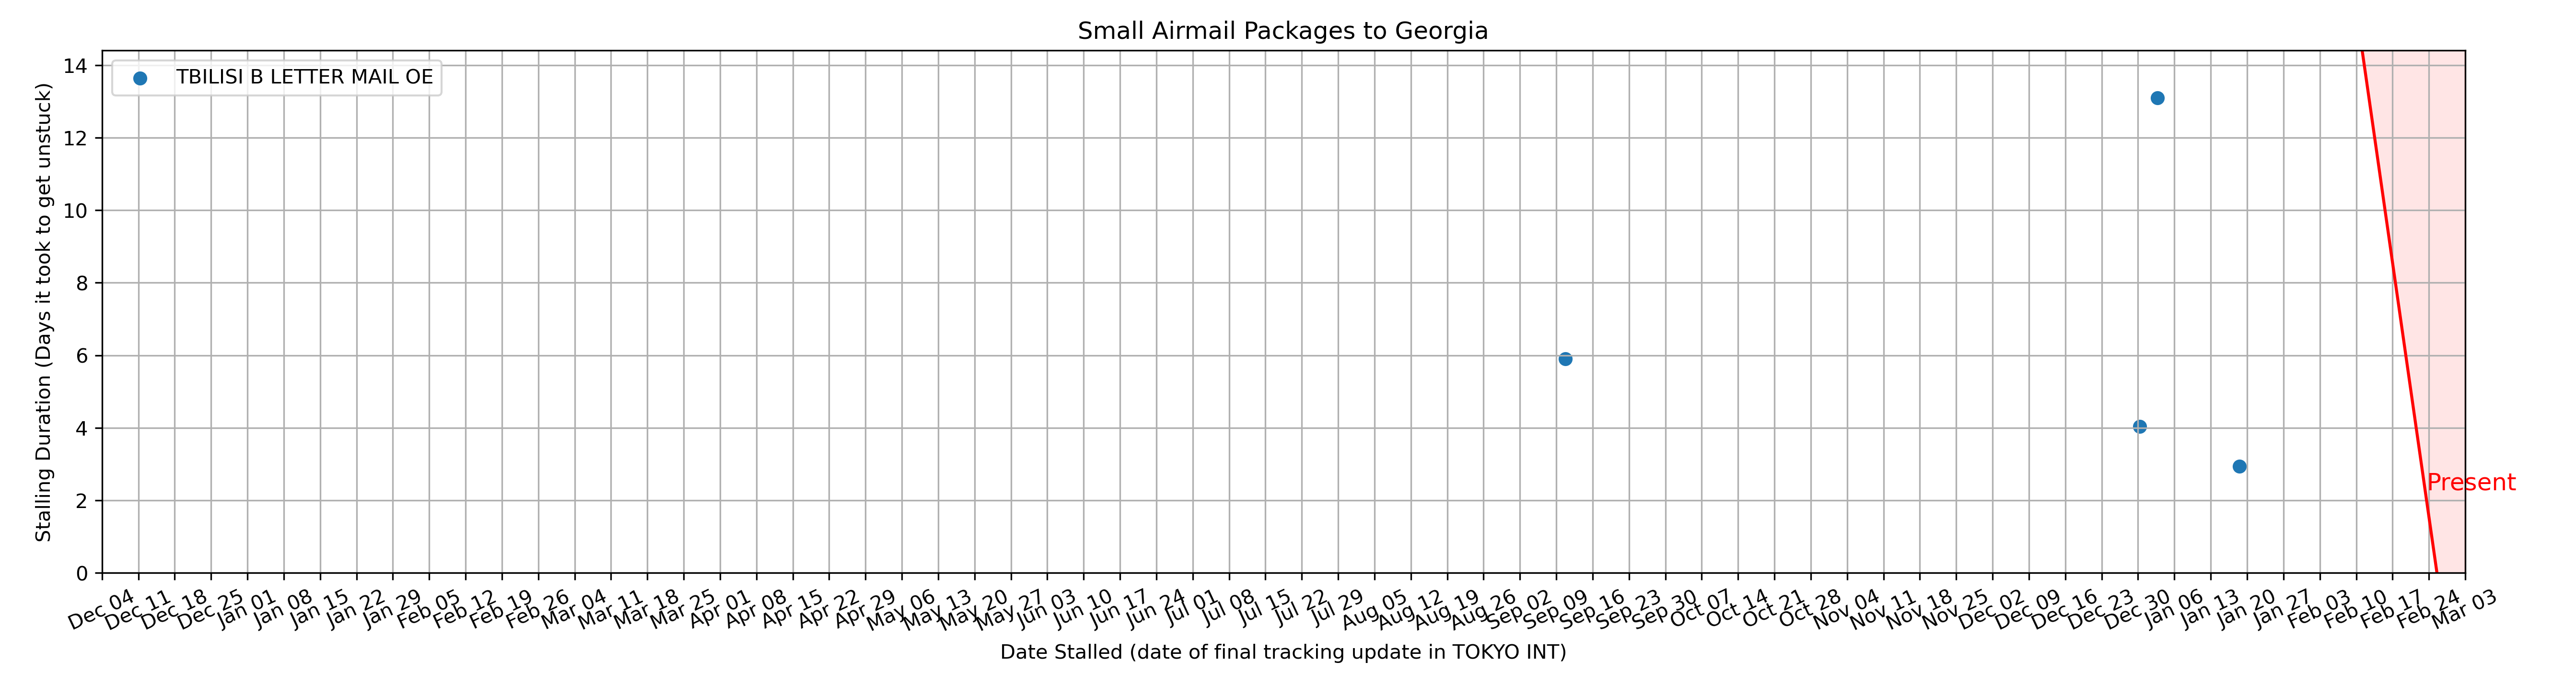 Small Airmail Packages to Georgia
TBILISI B LETTER MAIL OE
Stalling Duration (Days it took to get unstuck)
14
12
10
8
6
4
2
0
Present
Dec 04
Dec 11
Dec 18
Dec 25
Jan 01
Jan 08
Jan 15
Jan 22
Jan 29
Feb 05
Feb 12
Feb 19
Feb 26
Mar 04
Mar 11
Mar 18
Mar 25
Apr 01
Apr 08
Apr 15
Apr 22
Apr 29
May 06
May 13
May 20
May 27
Jun 03
Jun 10
Jun 17
Jun 24
Jul 01
Jul 08
Jul 15
Jul 22
Jul 29
Aug 05
Aug 12
Aug 19
Aug 26
Sep 02
Sep 09
Sep 16
Sep 23
Sep 30
Oct 07
Oct 14
Oct 21
Oct 28
Nov 04
Nov 11
Nov 18
Nov 25
Dec 02
Dec 09
Dec 16
Dec 23
Dec 30
Jan 06
Jan 13
Jan 20
Jan 27
Feb 03
Feb 10
Feb 17
Feb 24
Mar 03
Date Stalled (date of final tracking update in TOKYO INT)